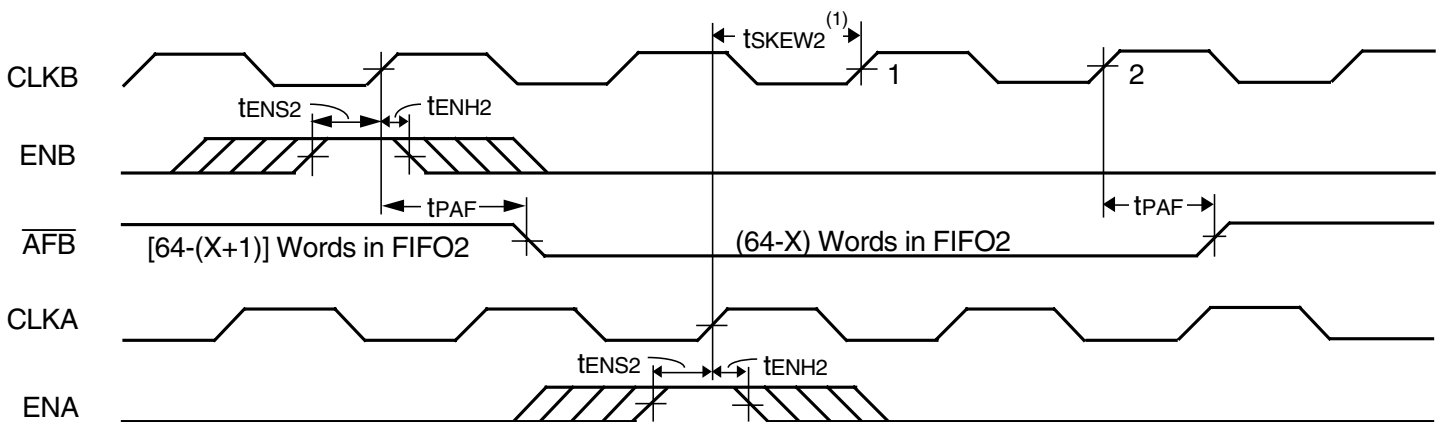 tSKEW2(1)
CLKB 1 2
tENS2 tENH2
ENB
tPAF tPAF
AFB [64-(X+1)] Words in FIFO2 (64-X) Words in FIFO2
CLKA
tENS2 tENH2
ENA